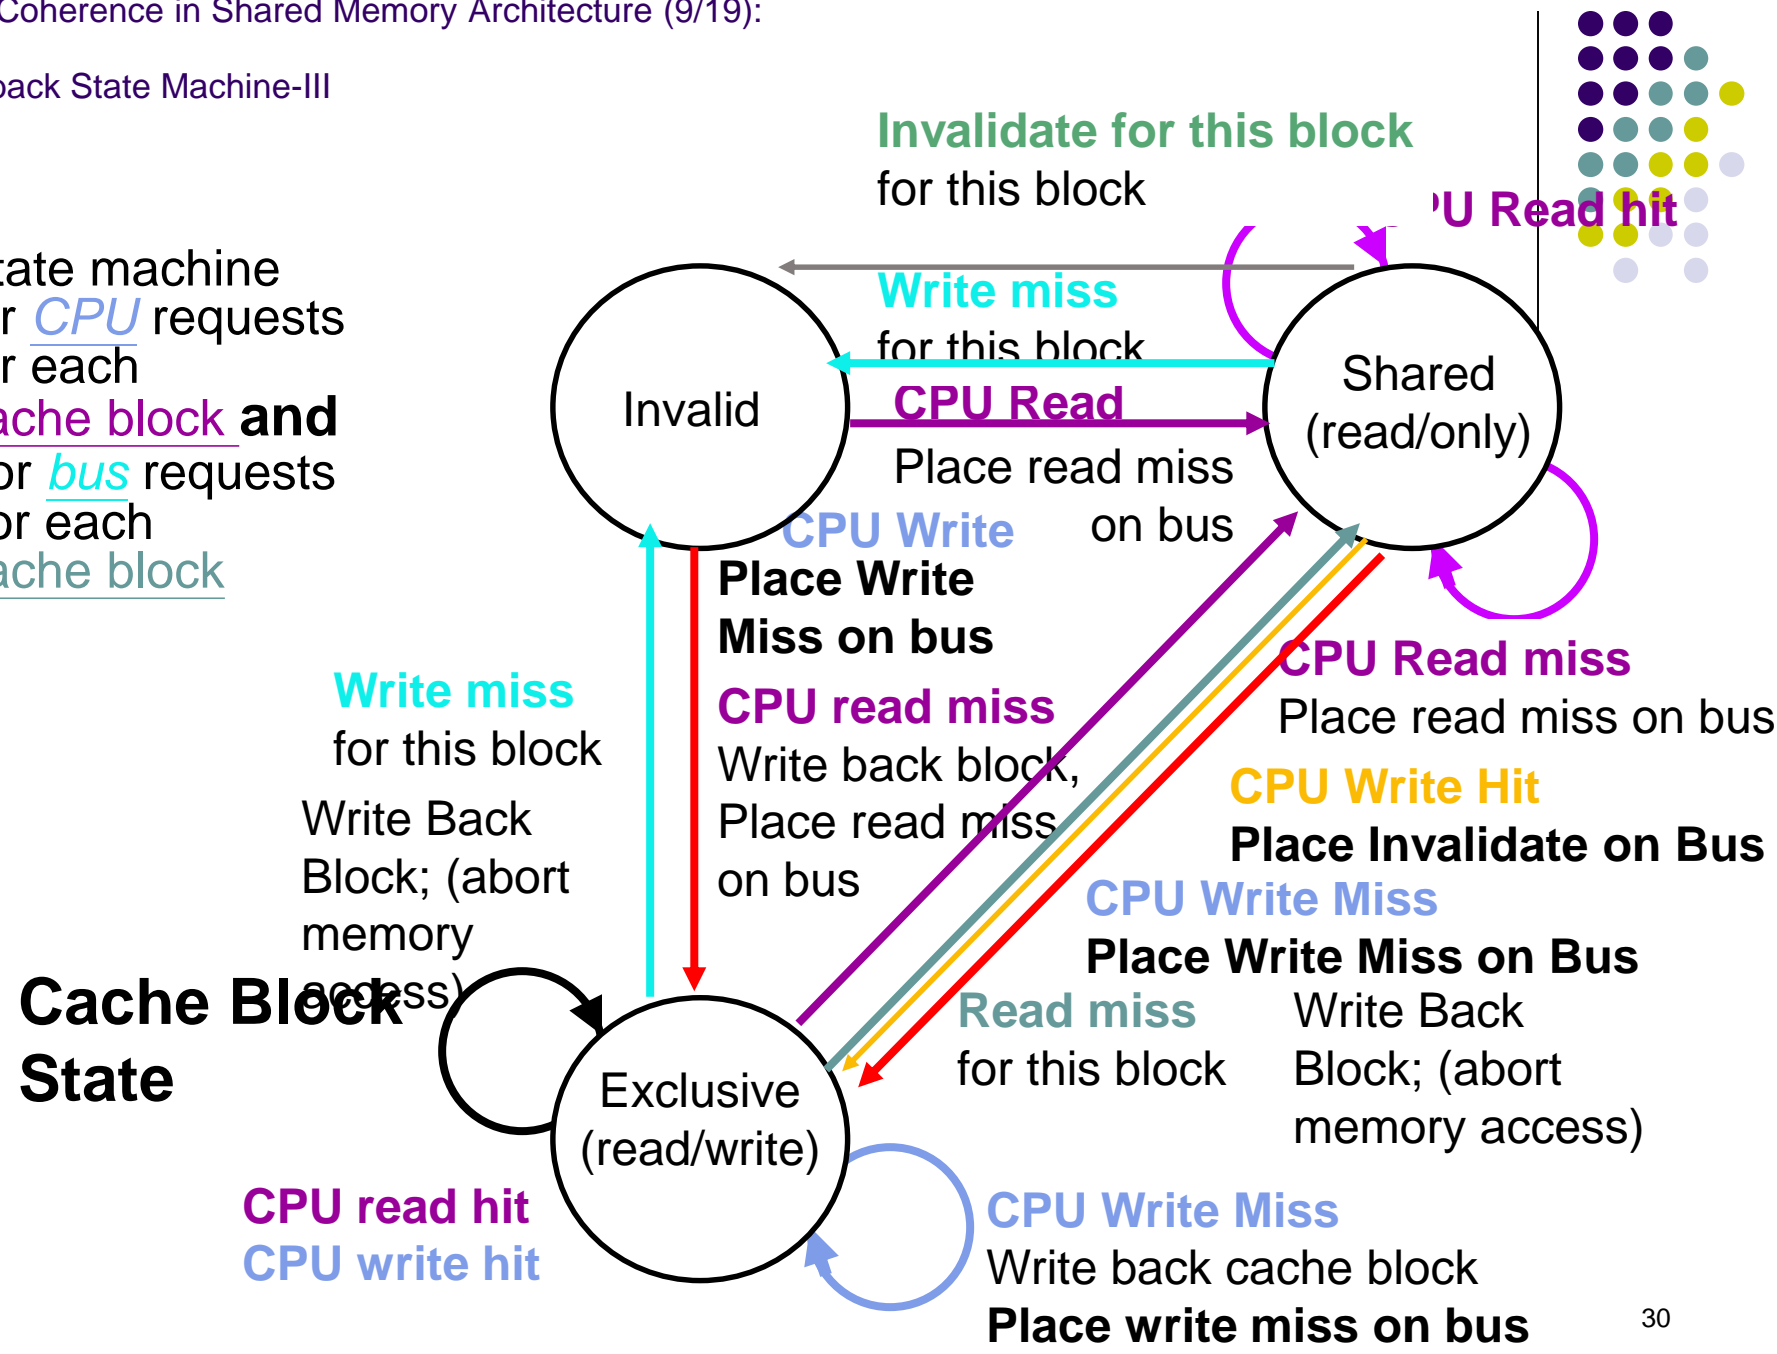 Coherence in Shared Memory Architecture (9/19):
back State Machine-III
Invalidate for this block
for this block
PU Read hit
tate machine
r CPU requests
r each
ache block and
or bus requests
or each
ache block
Write miss
for this block
Invalid
Shared
(read/only)
CPU Read
Place read miss
on bus
CPU Write
Place Write
Miss on bus
CPU Read miss
Place read miss on bus
Write miss
for this block
Write Back
Block; (abort
memory
access)
CPU read miss
Write back block,
Place read miss
on bus
CPU Write Hit
Place Invalidate on Bus
CPU Write Miss
Place Write Miss on Bus
Cache Block
State
Read miss
for this block
Write Back
Block; (abort
memory access)
Exclusive
(read/write)
CPU read hit
CPU write hit
CPU Write Miss
Write back cache block
Place write miss on bus
30